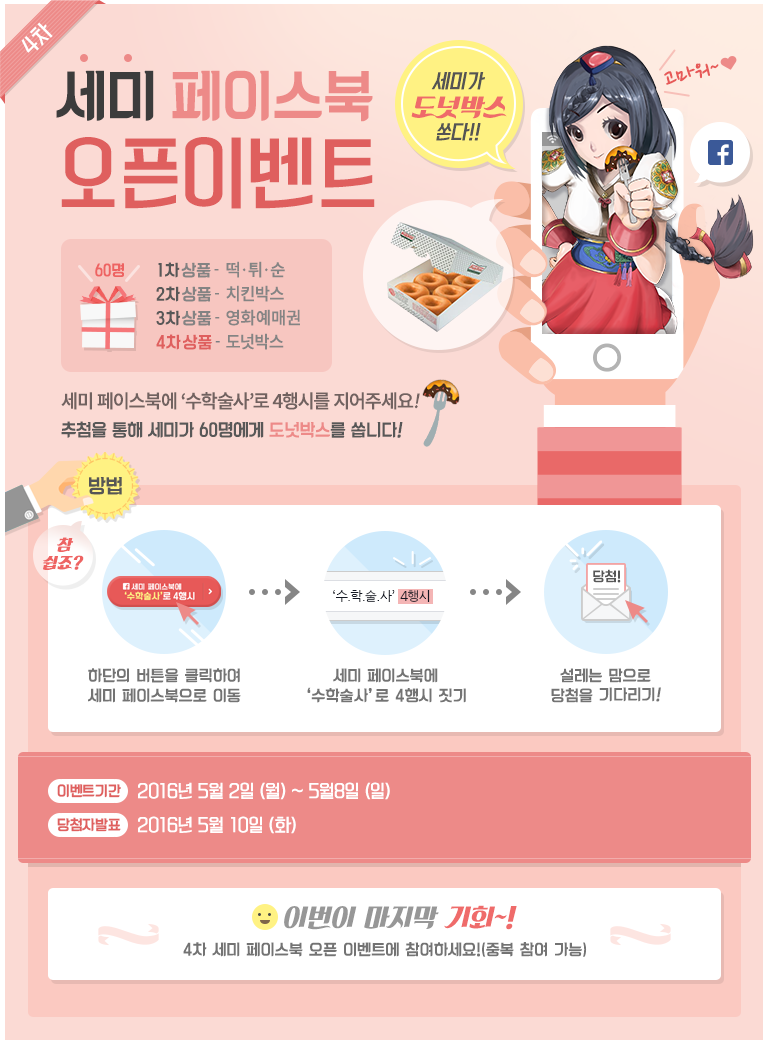 4차
세미 페이스북
오픈이벤트
세미가
도넛박스
쏜다!!
고마워~
60명
1차상품 - 떡·튀·순
2차상품 - 치킨박스
3차상품 - 영화예매권
4차상품 - 도넛박스
세미 페이스북에 ‘수학술사’로 4행시를 지어주세요!
추첨을 통해 세미가 60명에게 도넛박스를 쏩니다!
방법
참
쉽죠?
세미 페이스북에
‘수학술사’로 4행시
‘수.학.술.사’ 4행시
당첨!
하단의 버튼을 클릭하여
세미 페이스북으로 이동
세미 페이스북에
‘수학술사’로 4행시 짓기
설레는 맘으로
당첨을 기다리기!
이벤트기간 2016년 5월 2일 (월) ~ 5월8일 (일)
당첨자발표 2016년 5월 10일 (화)
이번이 마지막 기회~!
4차 세미 페이스북 오픈 이벤트에 참여하세요!(중복 참여 가능)